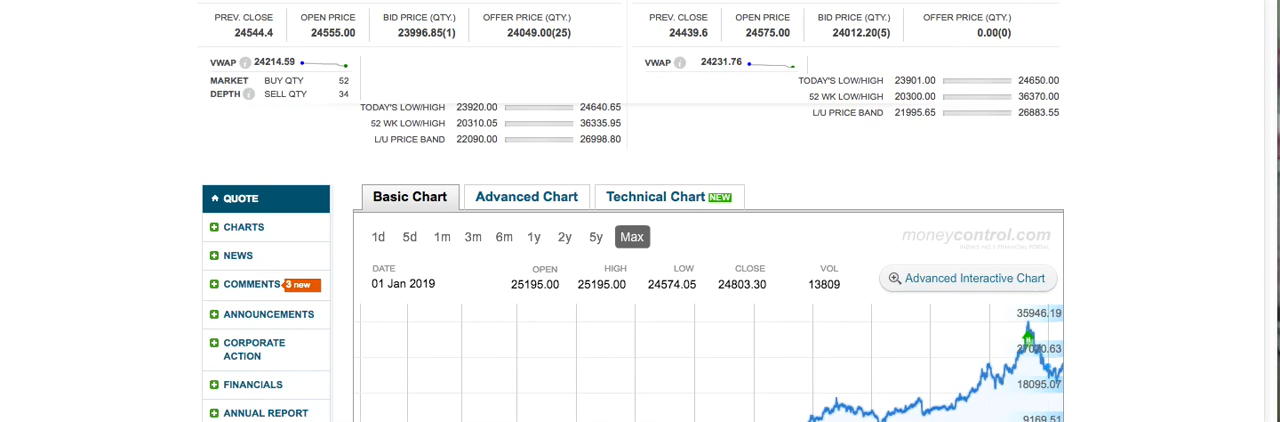 PREV. CLOSE OPEN PRICE BID PRICE (QTY.) OFFER PRICE (QTY.)
24544.4 24555.00 23996.85(1) 24049.00(25)
VWAP i 24214.59
MARKET BUY QTY 52
DEPTH i SELL QTY 34
TODAY'S LOW/HIGH 23920.00 24640.65
52 WK LOW/HIGH 20310.05 36335.95
L/U PRICE BAND 22090.00 26998.80
PREV. CLOSE OPEN PRICE BID PRICE (QTY.) OFFER PRICE (QTY.)
24439.6 24575.00 24012.20(5) 0.00(0)
VWAP i 24231.76
TODAY'S LOW/HIGH 23901.00 24650.00
52 WK LOW/HIGH 20300.00 36370.00
L/U PRICE BAND 21995.65 26883.55
QUOTE
CHARTS
NEWS
COMMENTS 3 new
ANNOUNCEMENTS
CORPORATE
ACTION
FINANCIALS
ANNUAL REPORT
Basic Chart Advanced Chart Technical Chart NEW
1d 5d 1m 3m 6m 1y 2y 5y Max
moneycontrol.com
INDIA'S NO.1 FINANCIAL PORTAL
DATE OPEN HIGH LOW CLOSE VOL
01 Jan 2019 25195.00 25195.00 24574.05 24803.30 13809
Advanced Interactive Chart
35946.19
18095.07
9169.51